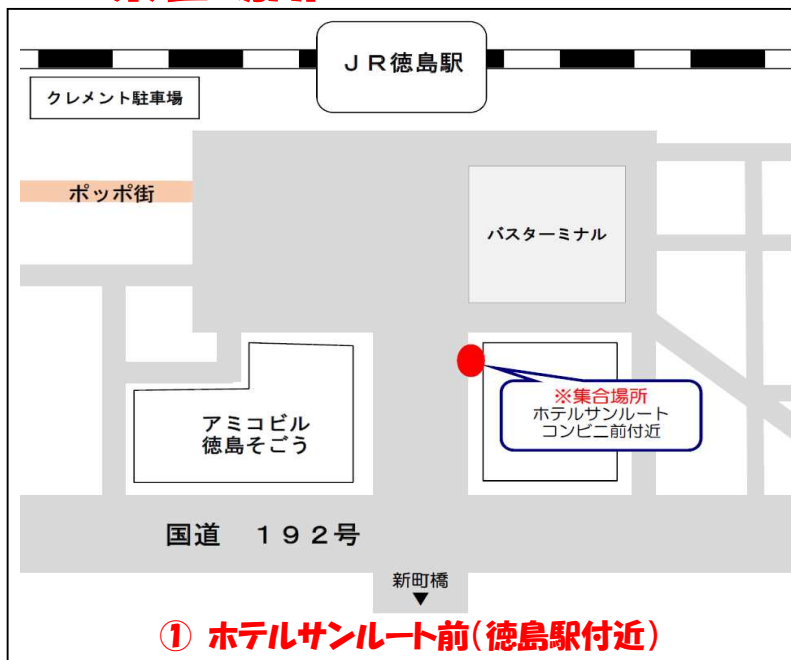 JR徳島駅
クレメント駐車場
ポッポ街
バスターミナル
※集合場所
ホテルサンルート
コンビニ前付近
アミコビル
徳島そごう
国道 192号
新町橋
▼
① ホテルサンルート前(徳島駅付近)